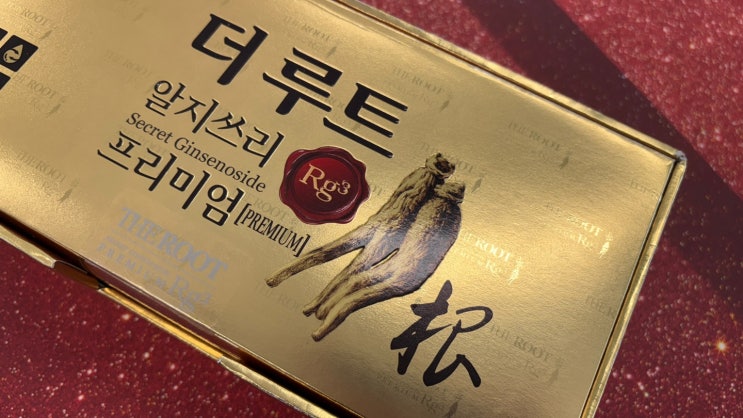 더 루트
알지쓰리
Secret Ginsenoside
프리미엄 [PREMIUM]
Rg3
THE ROOT
根